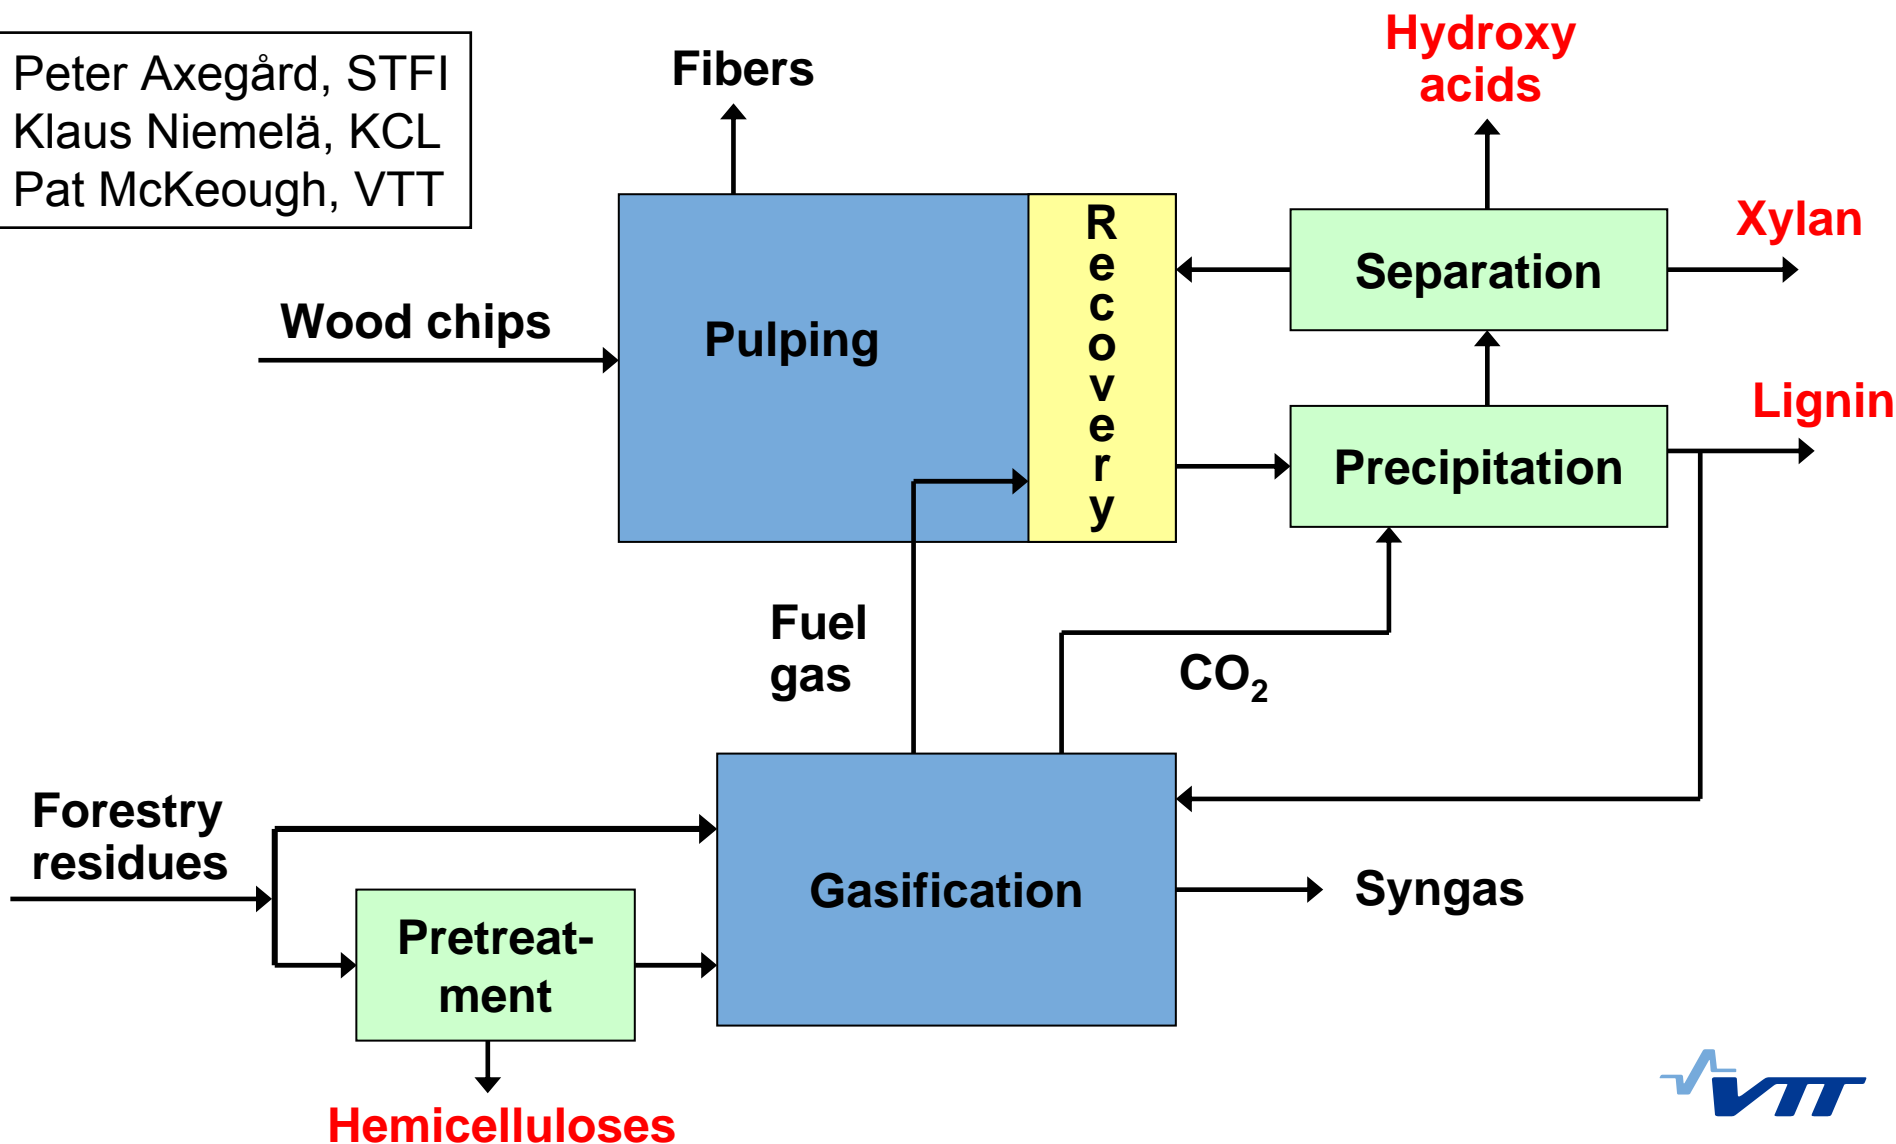 Peter Axegård, STFI
Klaus Niemelä, KCL
Pat McKeough, VTT
Fibers
Hydroxy
acids
Xylan
Separation
Recovery
Wood chips
Pulping
Lignin
Precipitation
Fuel
gas
CO₂
Forestry
residues
Gasification
Syngas
Pretreat-
ment
Hemicelluloses
VTT